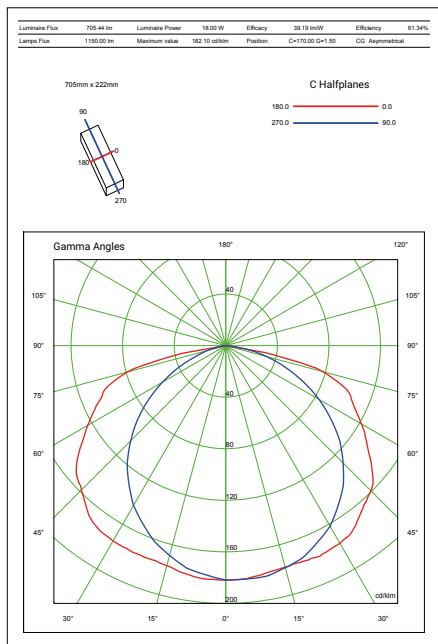 Luminaire Flux 705.44 lm Luminaire Power 18.00 W Efficacy 39.19 lm/W Efficiency 61.34%
Lamps Flux 1150.00 lm Maximum value 182.10 cd/klm Position C=170.00 G=1.50 CG Asymmetrical
705mm x 222mm
C Halfplanes
90
180.0 0.0
270.0 90.0
0
180
270
Gamma Angles 180° 120°
40
105° 105°
90° 90°
40
75° 75°
80
60° 60°
120
45° 45°
160
cd/klm
200
30° 15° 0° 15° 30°